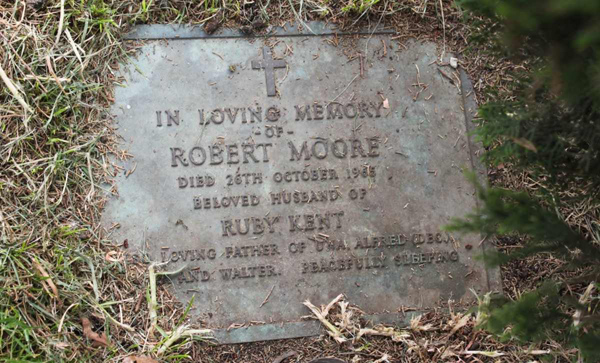 IN LOVING MEMORY
-OF-
ROBERT MOORE
DIED 26TH OCTOBER
BELOVED HUSBAND OF
RUBY KENT
LOVING FATHER OF ALFRED (DEC.)
AND WALTER. PEACEFULLY SLEEPING